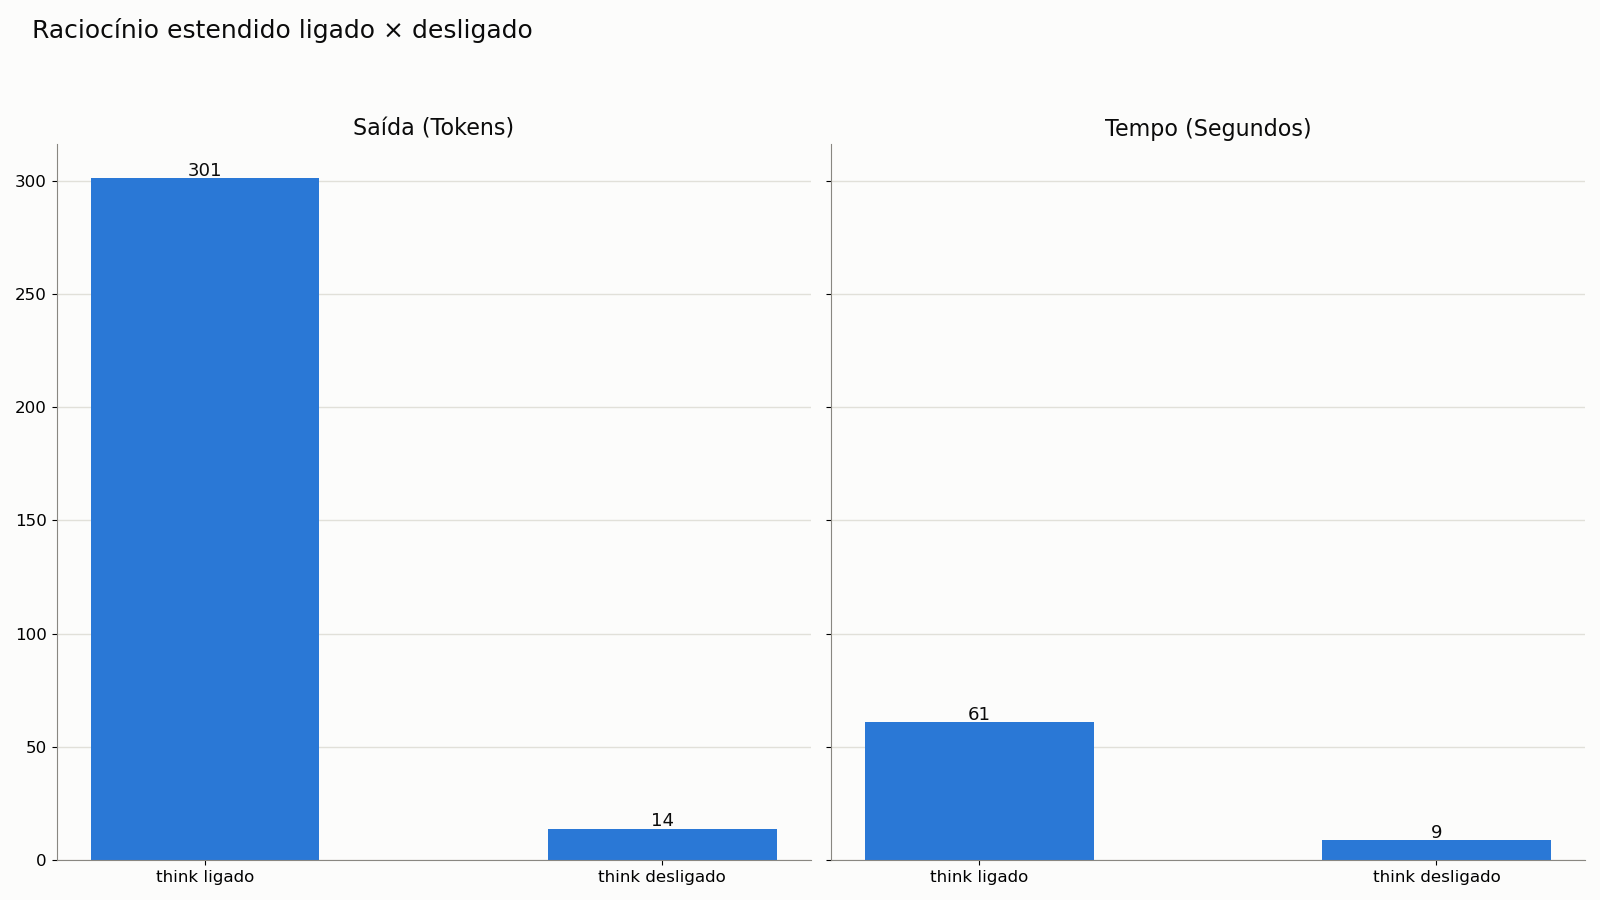 Raciocínio estendido ligado × desligado
Saída (Tokens)
300
250
200
150
100
50
0
301
14
think ligado
think desligado
Tempo (Segundos)
61
9
think ligado
think desligado